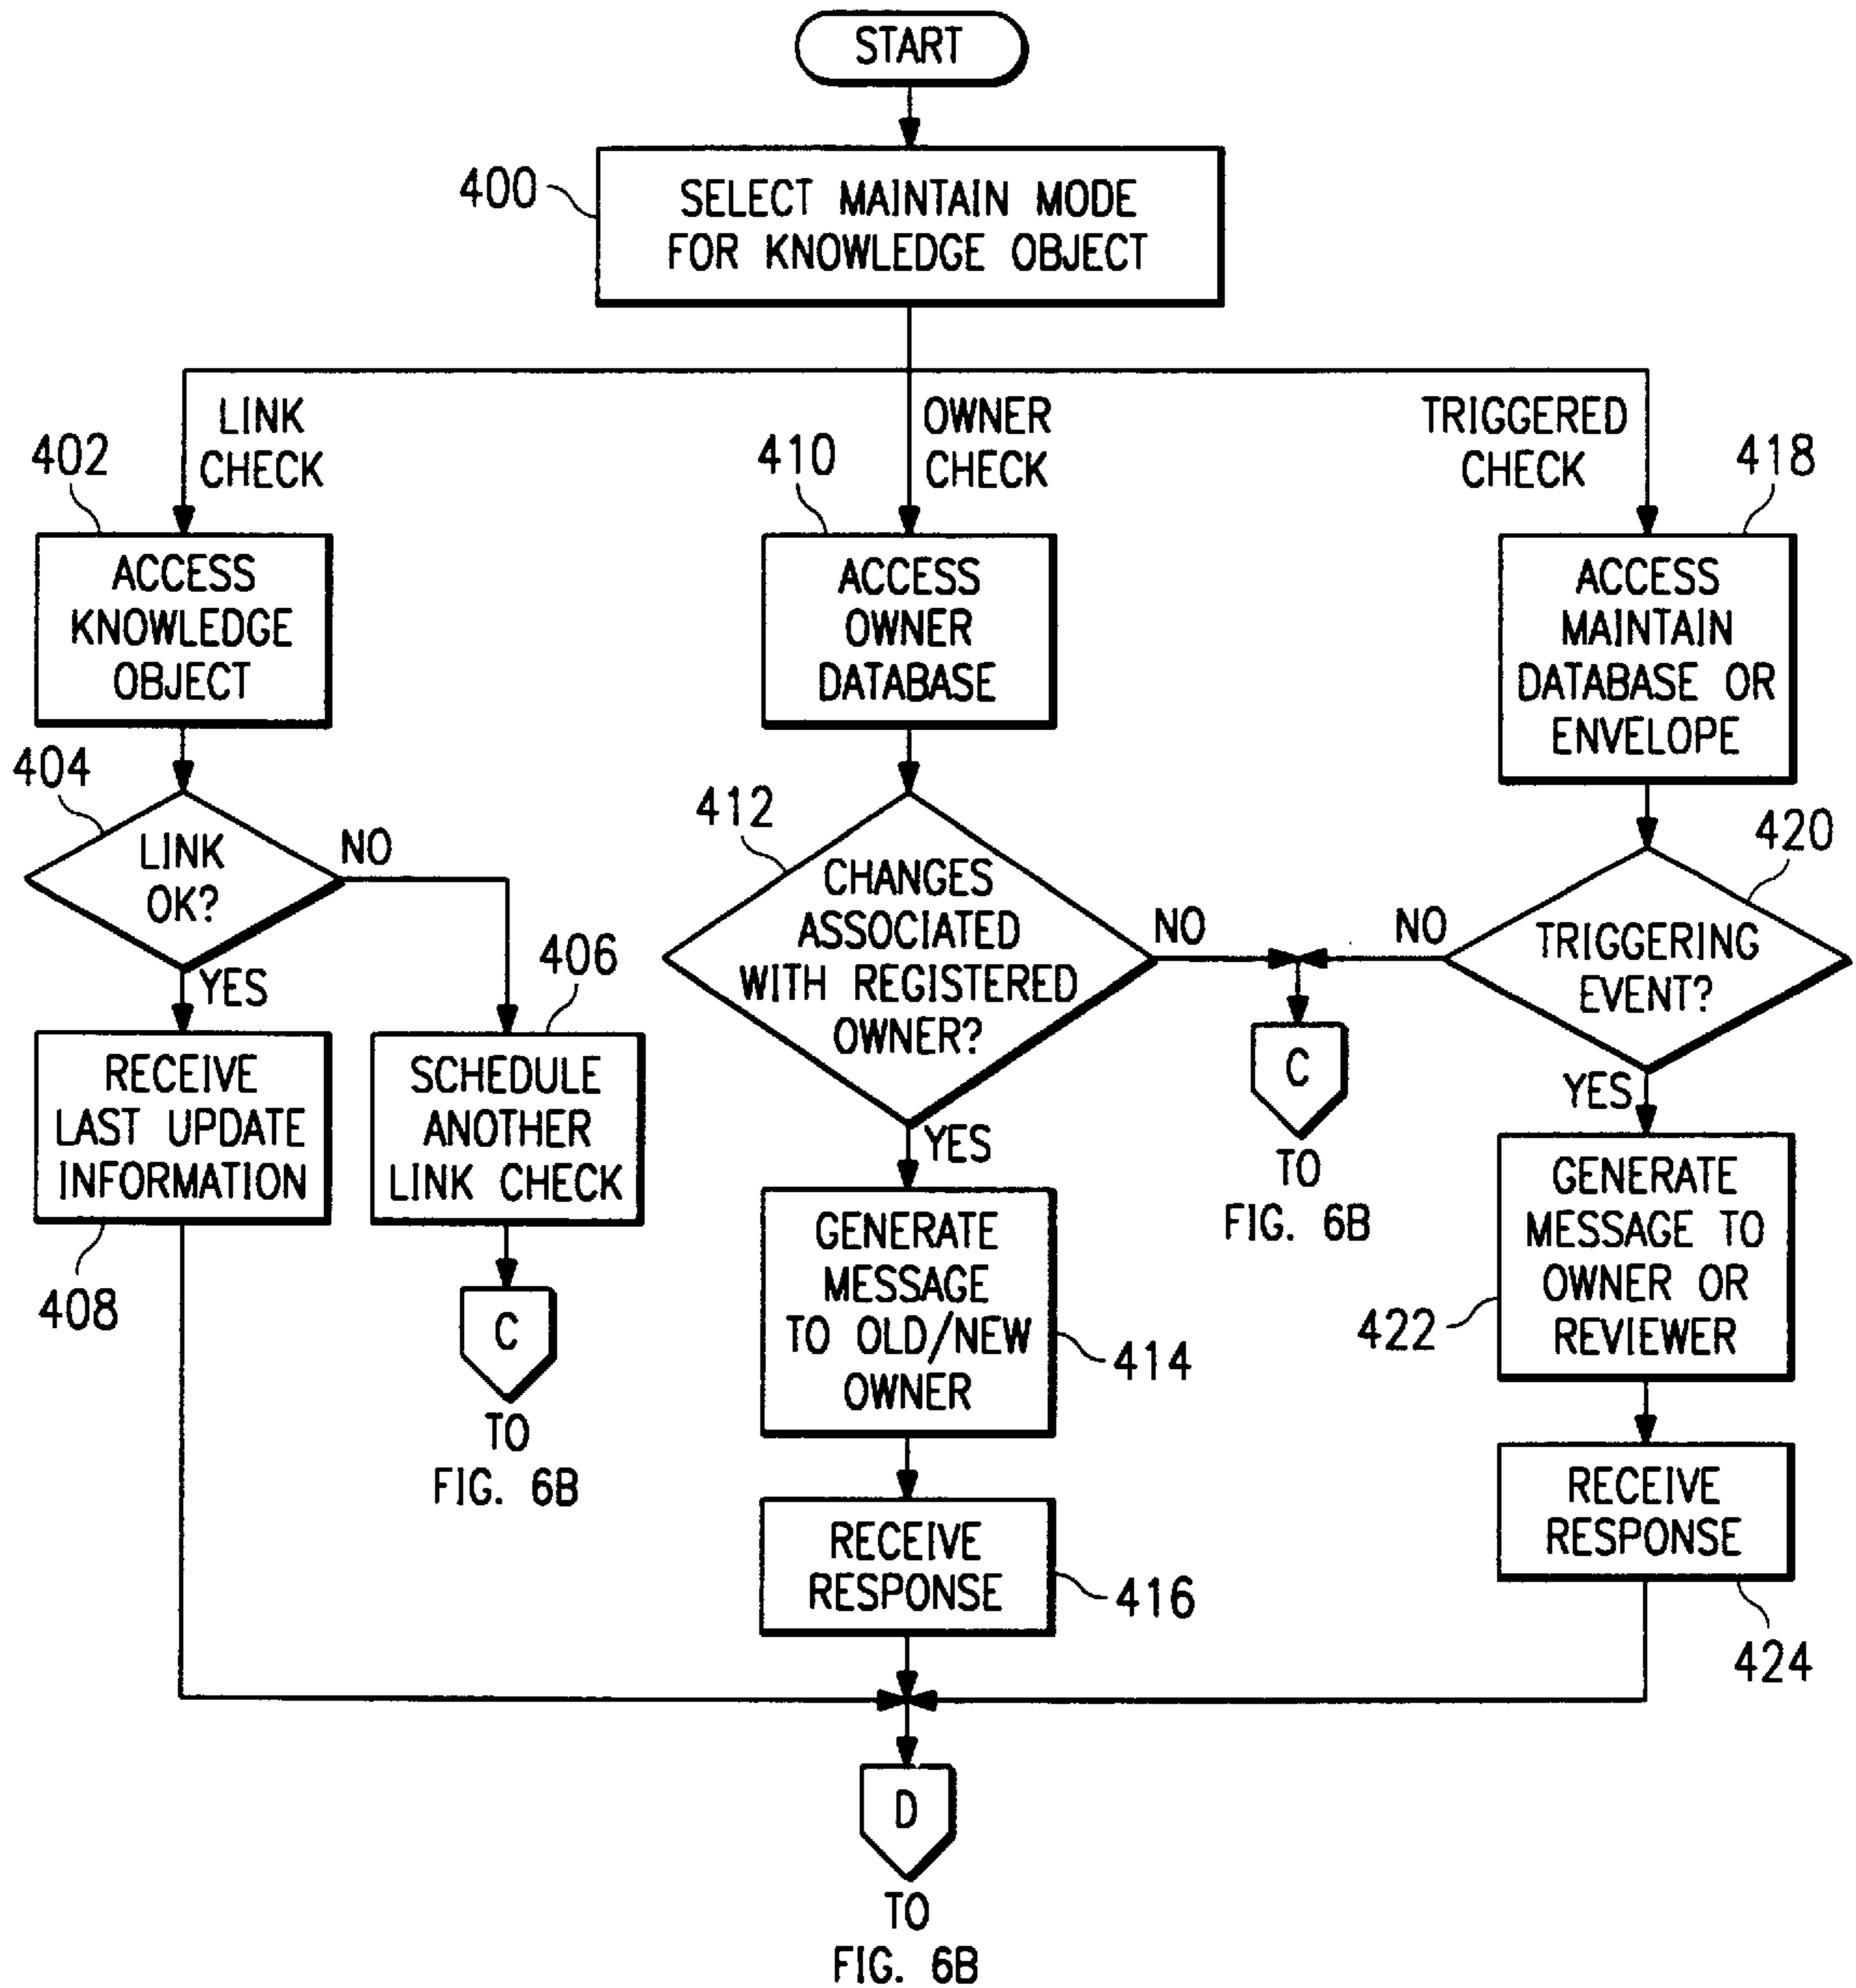 START
400
SELECT MAINTAIN MODE
FOR KNOWLEDGE OBJECT
LINK
CHECK
OWNER
CHECK
TRIGGERED
CHECK
402
ACCESS
KNOWLEDGE
OBJECT
410
ACCESS
OWNER
DATABASE
418
ACCESS
MAINTAIN
DATABASE OR
ENVELOPE
404
LINK
OK?
NO
YES
412
CHANGES
ASSOCIATED
WITH REGISTERED
OWNER?
NO
YES
420
TRIGGERING
EVENT?
NO
YES
C
TO
FIG. 6B
408
RECEIVE
LAST UPDATE
INFORMATION
406
SCHEDULE
ANOTHER
LINK CHECK
C
TO
FIG. 6B
GENERATE
MESSAGE
TO OLD/NEW
OWNER
414
422
GENERATE
MESSAGE TO
OWNER OR
REVIEWER
RECEIVE
RESPONSE
416
RECEIVE
RESPONSE
424
D
TO
FIG. 6B